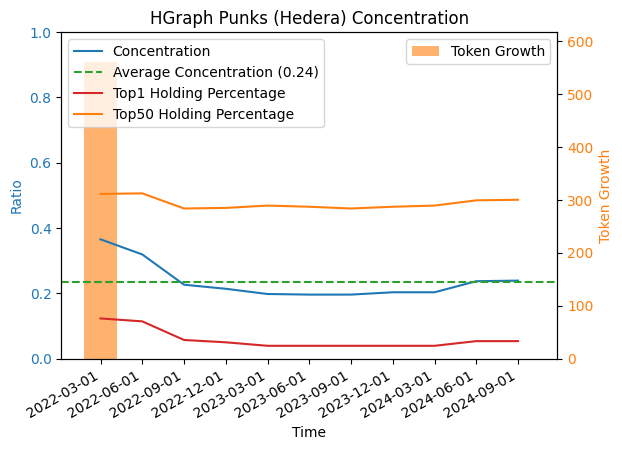 HGraph Punks (Hedera) Concentration
Concentration
Average Concentration (0.24)
Top1 Holding Percentage
Top50 Holding Percentage
Token Growth
1.0
0.8
0.6
0.4
0.2
0.0
Ratio
600
500
400
300
200
100
0
Token Growth
2022-03-01
2022-06-01
2022-09-01
2022-12-01
2023-03-01
2023-06-01
2023-09-01
2023-12-01
2024-03-01
2024-06-01
2024-09-01
Time